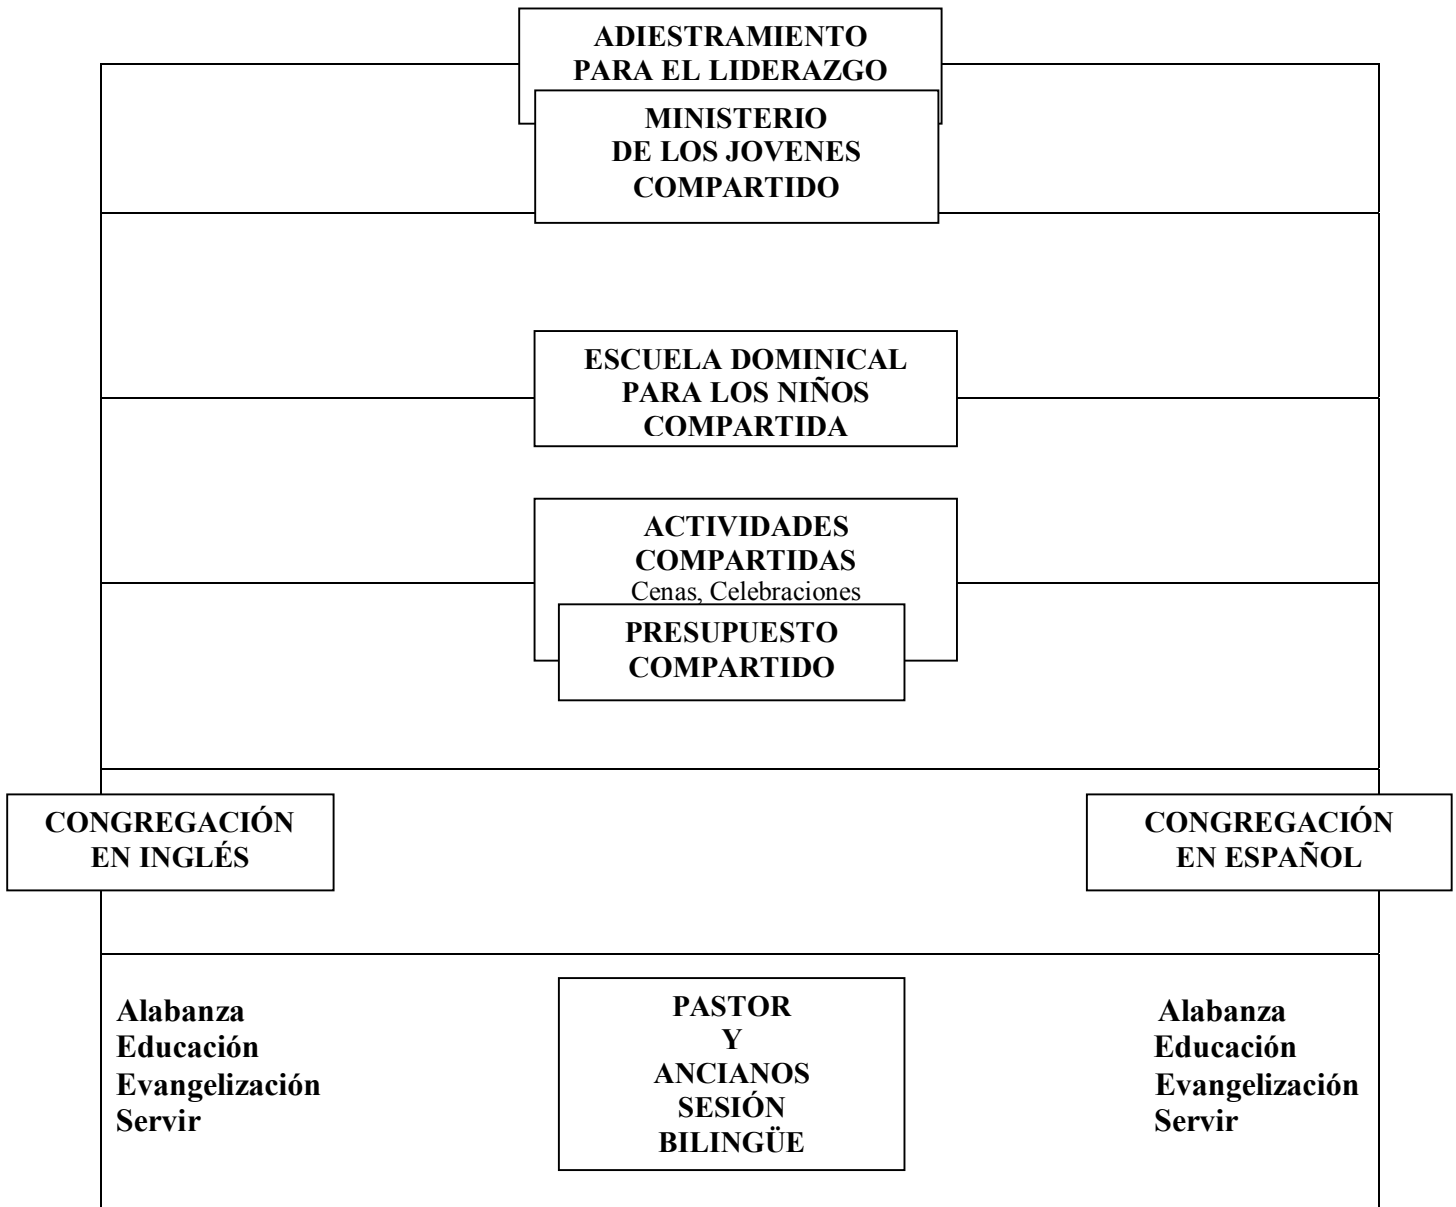 ADIESTRAMIENTO
PARA EL LIDERAZGO
MINISTERIO
DE LOS JOVENES
COMPARTIDO
ESCUELA DOMINICAL
PARA LOS NIÑOS
COMPARTIDA
ACTIVIDADES
COMPARTIDAS
Cenas, Celebraciones
PRESUPUESTO
COMPARTIDO
CONGREGACIÓN
EN INGLÉS
CONGREGACIÓN
EN ESPAÑOL
Alabanza
Educación
Evangelización
Servir
PASTOR
Y
ANCIANOS
SESIÓN
BILINGÜE
Alabanza
Educación
Evangelización
Servir